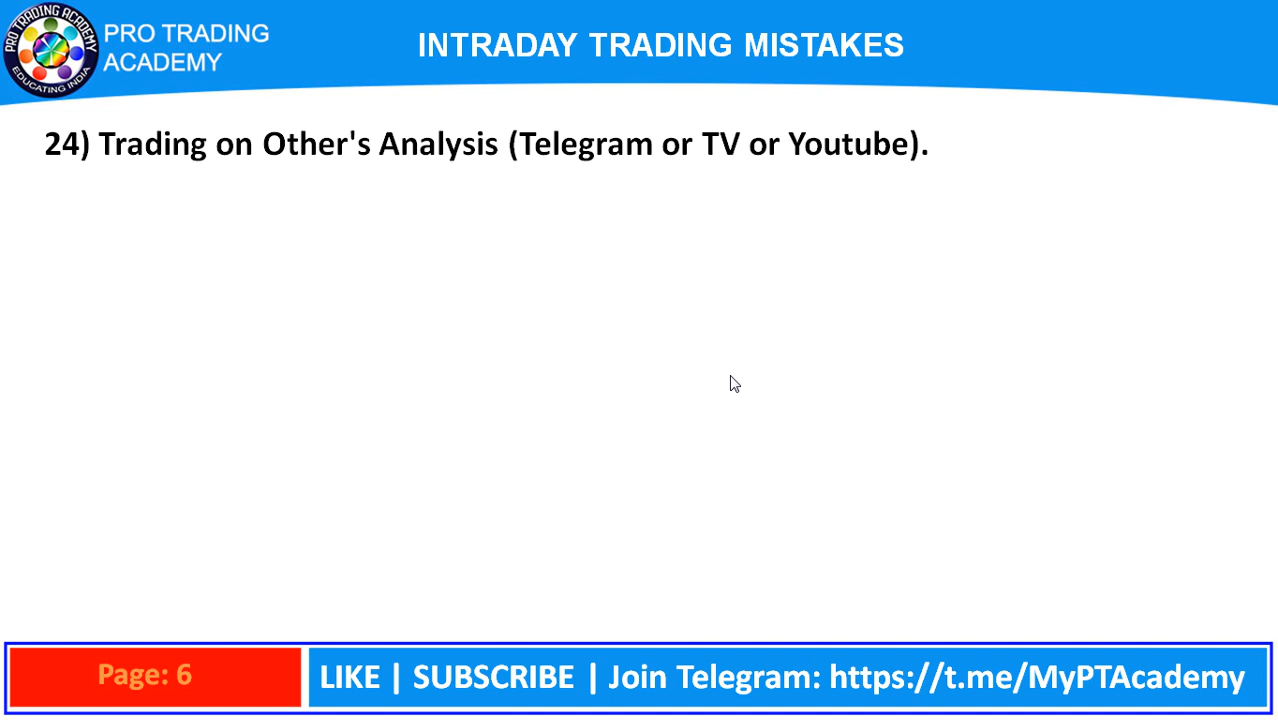 PRO TRADING ACADEMY
EDUCATING INDIA
PRO TRADING
ACADEMY
INTRADAY TRADING MISTAKES
24) Trading on Other's Analysis (Telegram or TV or Youtube).
Page: 6
LIKE | SUBSCRIBE | Join Telegram: https://t.me/MyPTAcademy